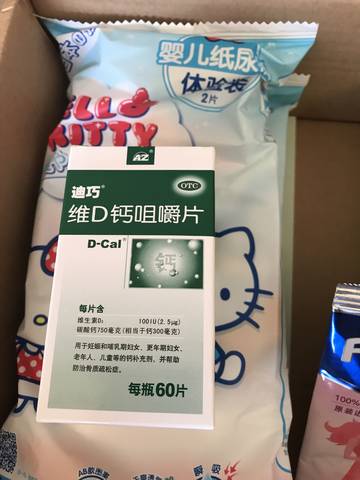 婴儿纸尿
体验装
2片
HELLO
KITTY
AZ
迪巧®
OTC
维D钙咀嚼片
D-Cal®
钙
每片含
维生素D₃ 100IU(2.5μg)
碳酸钙750毫克(相当于钙300毫克)
用于妊娠和哺乳期妇女、更年期妇女、
老年人、儿童等的钙补充剂，并帮助
防治骨质疏松症。
每瓶60片
100%
原装进